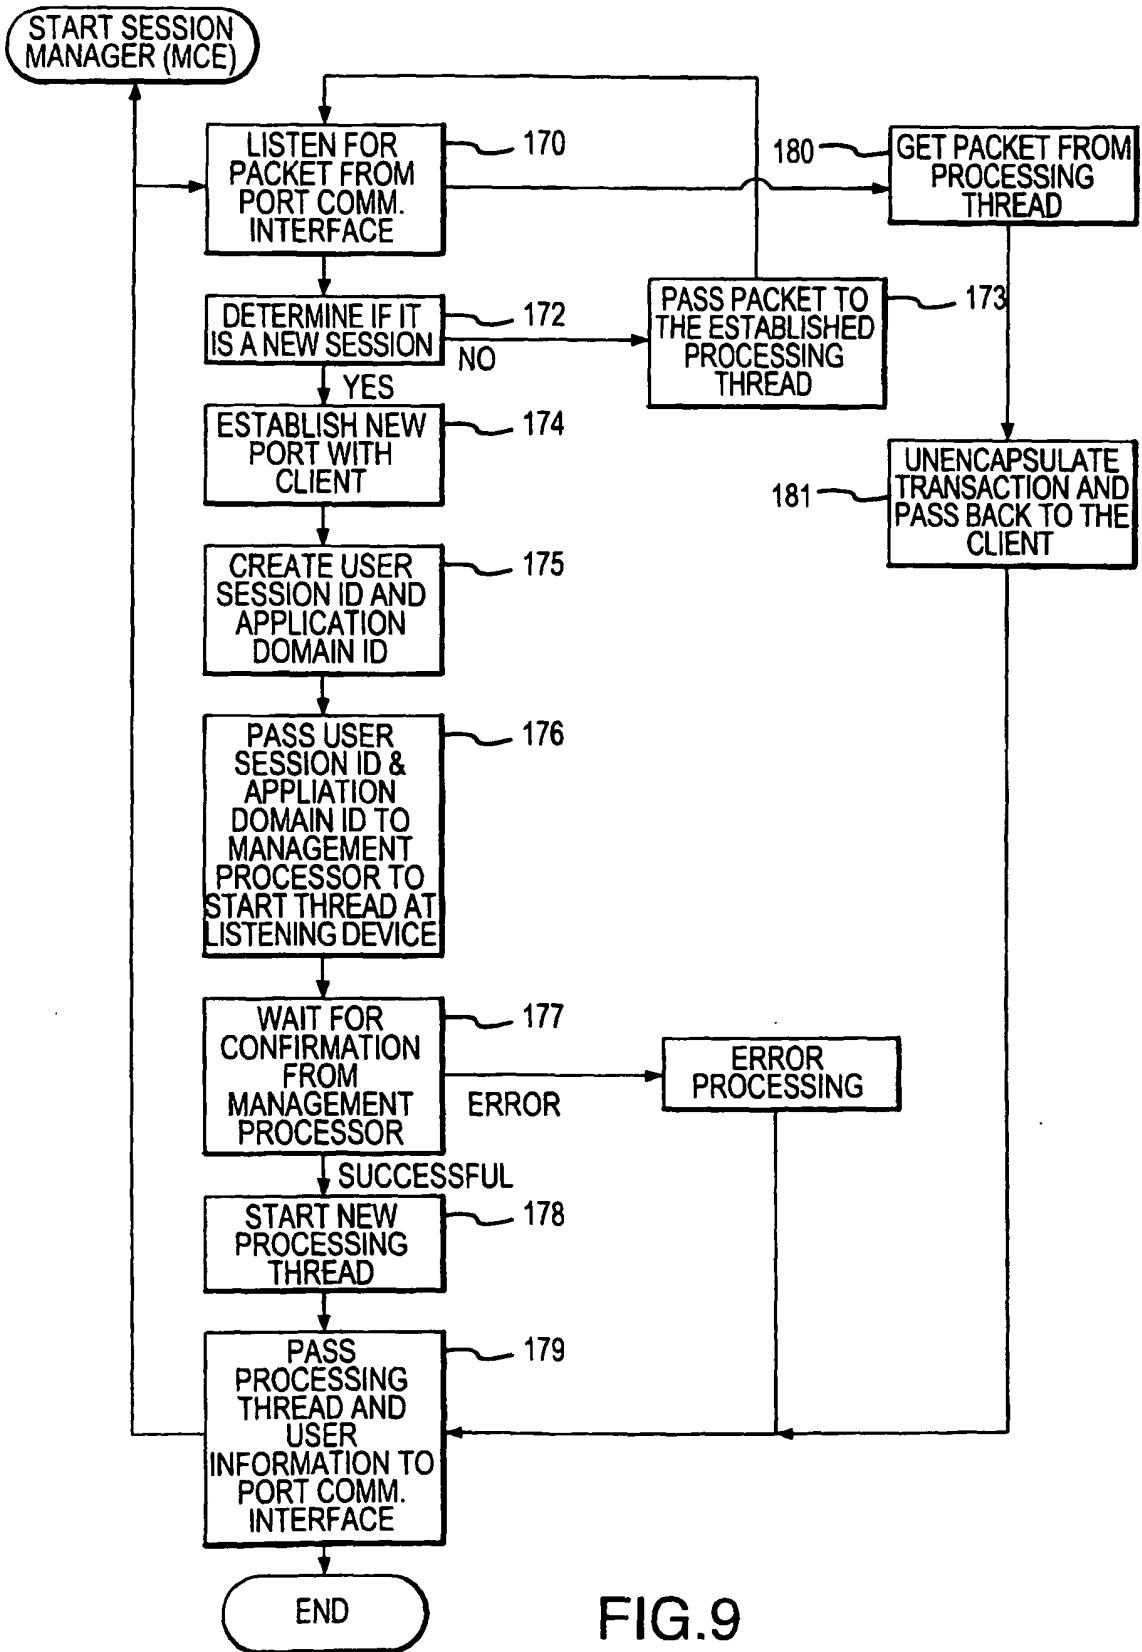 START SESSION
MANAGER (MCE)
LISTEN FOR
PACKET FROM
PORT COMM.
INTERFACE
170
180
GET PACKET FROM
PROCESSING
THREAD
DETERMINE IF IT
IS A NEW SESSION
172
NO
YES
PASS PACKET TO
THE ESTABLISHED
PROCESSING
THREAD
173
ESTABLISH NEW
PORT WITH
CLIENT
174
181
UNENCAPSULATE
TRANSACTION AND
PASS BACK TO THE
CLIENT
CREATE USER
SESSION ID AND
APPLICATION
DOMAIN ID
175
PASS USER
SESSION ID &
APPLIATION
DOMAIN ID TO
MANAGEMENT
PROCESSOR TO
START THREAD AT
LISTENING DEVICE
176
WAIT FOR
CONFIRMATION
FROM
MANAGEMENT
PROCESSOR
177
ERROR
ERROR
PROCESSING
SUCCESSFUL
START NEW
PROCESSING
THREAD
178
PASS
PROCESSING
THREAD AND
USER
INFORMATION TO
PORT COMM.
INTERFACE
179
END
FIG.9